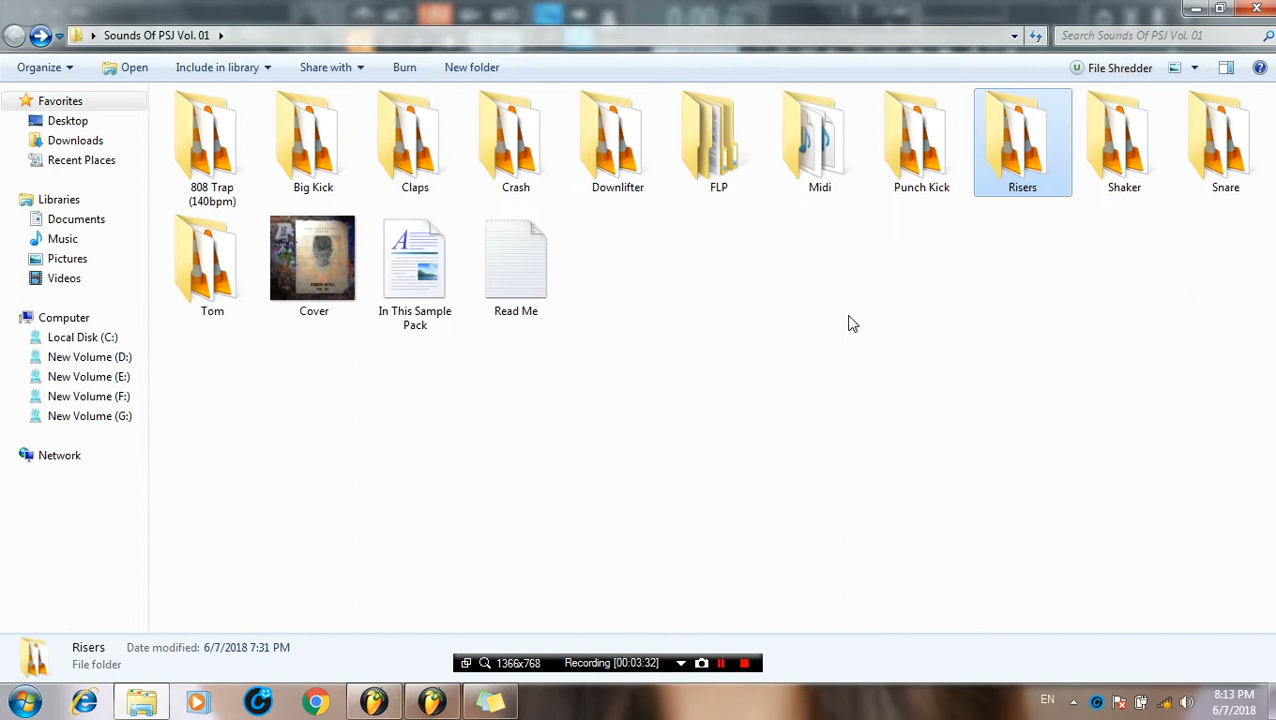 Sounds Of PSJ Vol. 01
Search Sounds Of PSJ Vol. 01
Organize
Open
Include in library
Share with
Burn
New folder
File Shredder
Favorites
Desktop
Downloads
Recent Places
Libraries
Documents
Music
Pictures
Videos
Computer
Local Disk (C:)
New Volume (D:)
New Volume (E:)
New Volume (F:)
New Volume (G:)
Network
808 Trap
(140bpm)
Big Kick
Claps
Crash
Downlifter
FLP
Midi
Punch Kick
Risers
Shaker
Snare
Tom
Cover
In This Sample
Pack
Read Me
Risers
Date modified: 6/7/2018 7:31 PM
File folder
1366x768
Recording [00:03:32]
EN
8:13 PM
6/7/2018